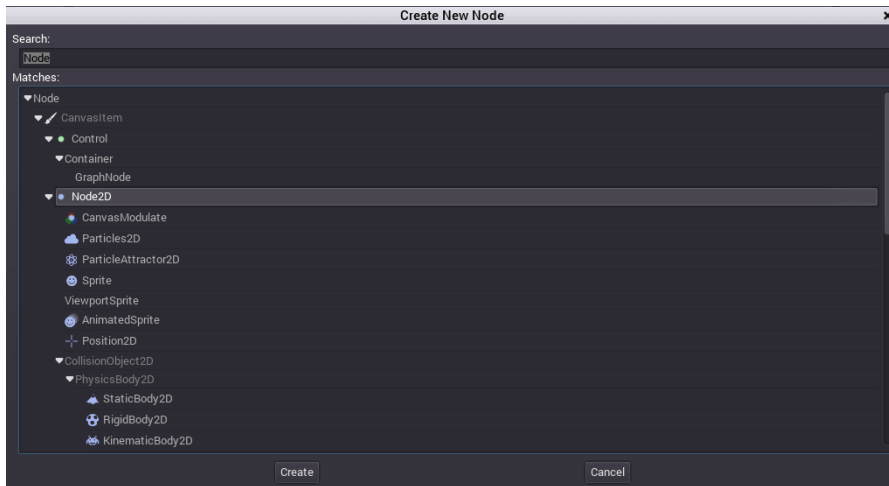 Create New Node
Search:
Node
Matches:
Node
CanvasItem
Control
Container
GraphNode
Node2D
CanvasModulate
Particles2D
ParticleAttractor2D
Sprite
ViewportSprite
AnimatedSprite
Position2D
CollisionObject2D
PhysicsBody2D
StaticBody2D
RigidBody2D
KinematicBody2D
Create Cancel